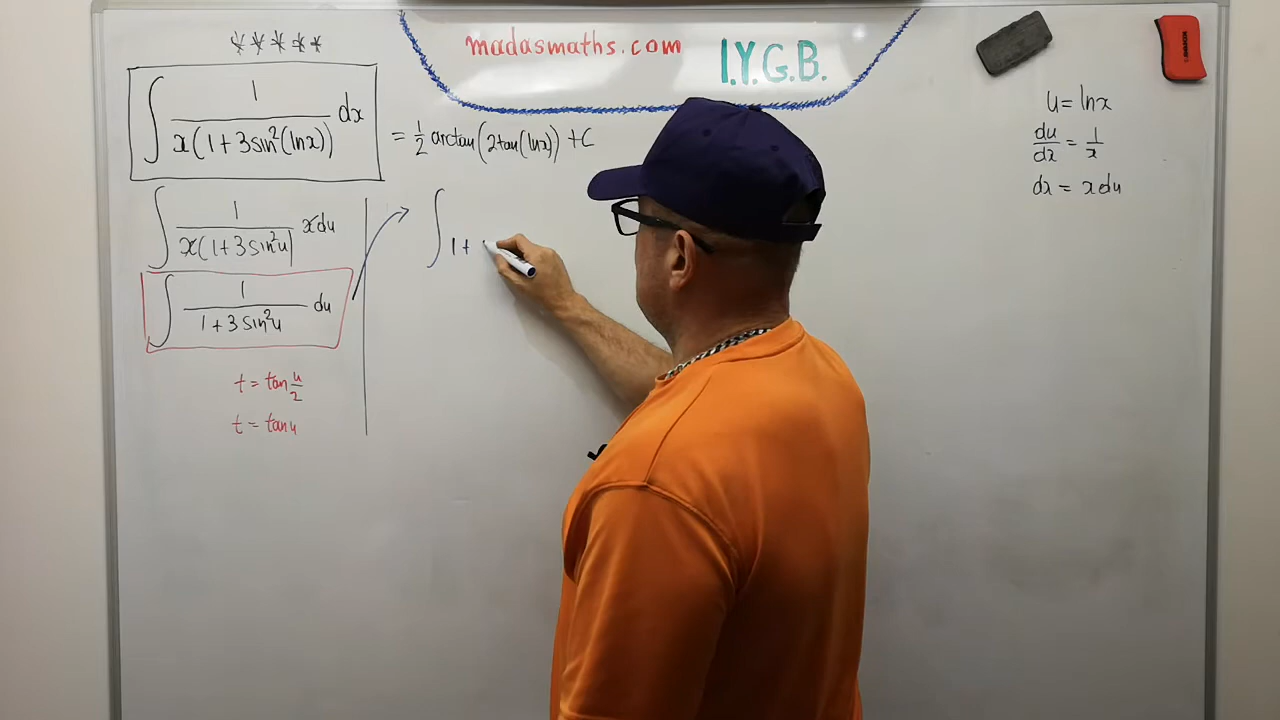 *****
madasmaths.com I.Y.G.B.
∫ 1/(x(1+3sin²(lnx))) dx = ½ arctan(2tan(lnx)) + C
∫ 1/(x(1+3sin²u)) x du
∫ 1/(1+3sin²u) du
t = tan u/2
t = tan u
∫ 1+
u = lnx
du/dx = 1/x
dx = x du